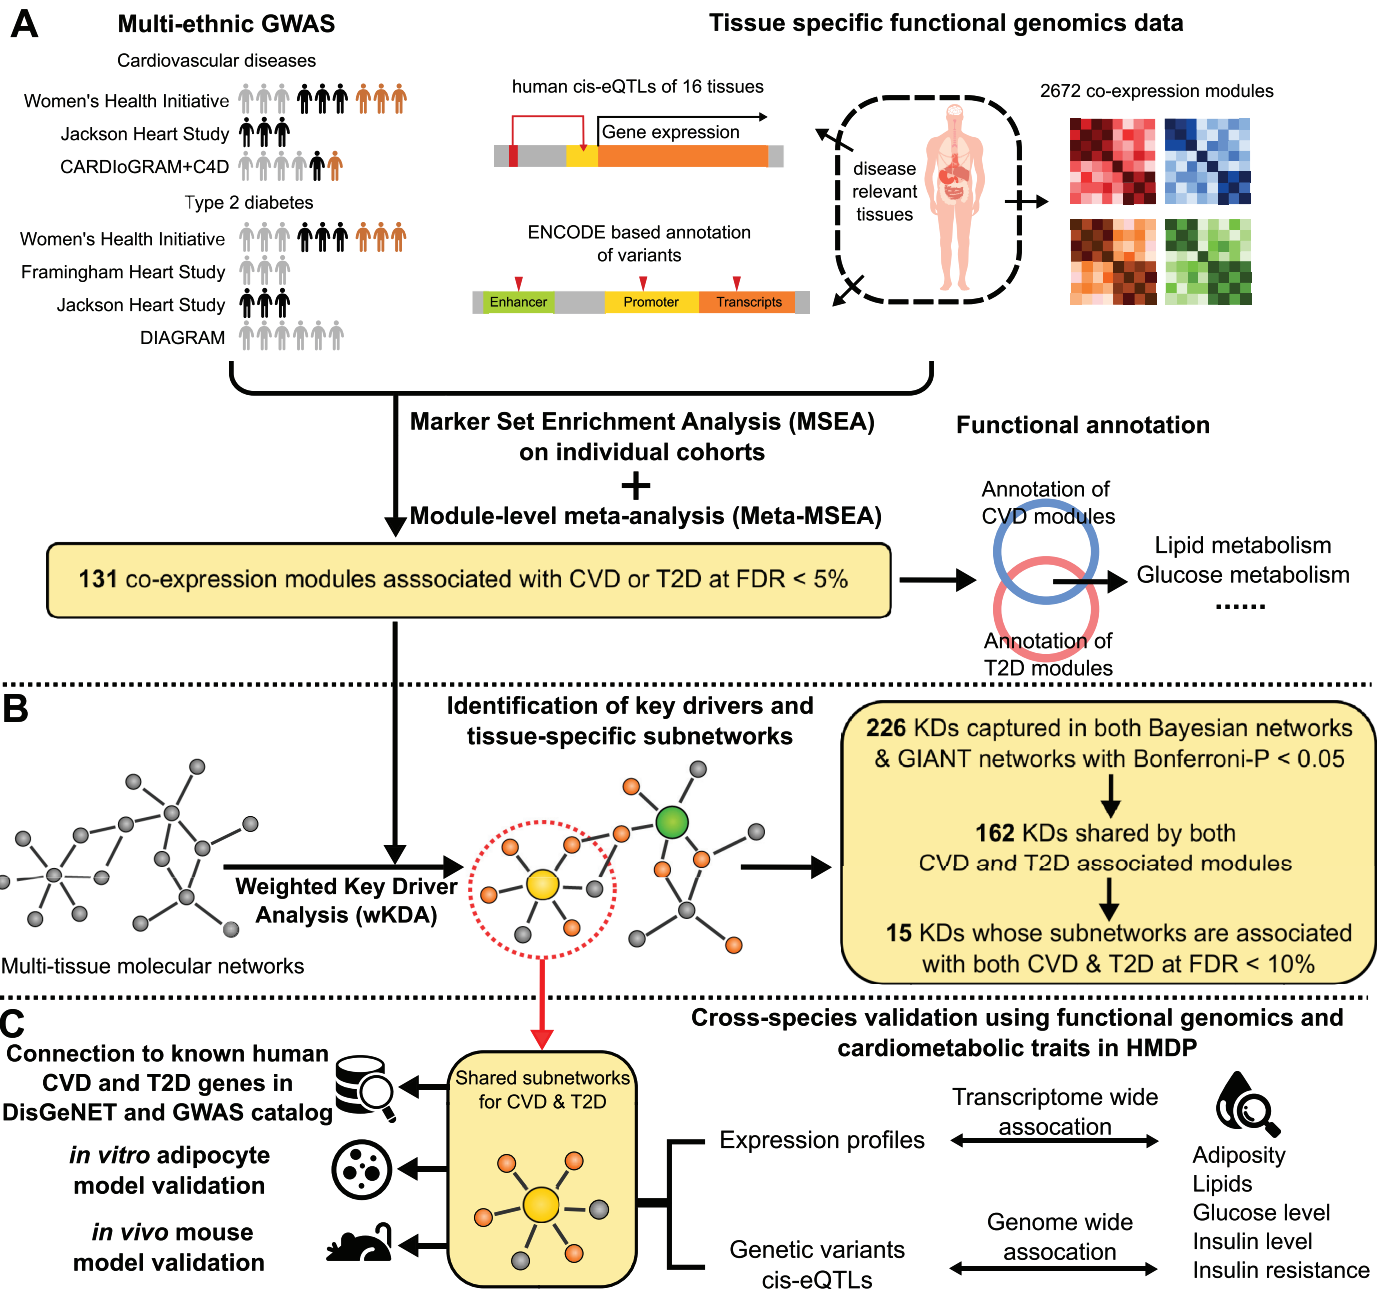 A
Multi-ethnic GWAS
Cardiovascular diseases
Women's Health Initiative
Jackson Heart Study
CARDIoGRAM+C4D
Type 2 diabetes
Women's Health Initiative
Framingham Heart Study
Jackson Heart Study
DIAGRAM
Tissue specific functional genomics data
human cis-eQTLs of 16 tissues
Gene expression
ENCODE based annotation
of variants
Enhancer
Promoter
Transcripts
disease
relevant
tissues
2672 co-expression modules
Marker Set Enrichment Analysis (MSEA)
on individual cohorts
+
Module-level meta-analysis (Meta-MSEA)
131 co-expression modules asssociated with CVD or T2D at FDR < 5%
Functional annotation
Annotation of
CVD modules
Annotation of
T2D modules
Lipid metabolism
Glucose metabolism
......
B
Multi-tissue molecular networks
Weighted Key Driver
Analysis (wKDA)
Identification of key drivers and
tissue-specific subnetworks
226 KDs captured in both Bayesian networks
& GIANT networks with Bonferroni-P < 0.05
162 KDs shared by both
CVD and T2D associated modules
15 KDs whose subnetworks are associated
with both CVD & T2D at FDR < 10%
C
Connection to known human
CVD and T2D genes in
DisGeNET and GWAS catalog
in vitro adipocyte
model validation
in vivo mouse
model validation
Shared subnetworks
for CVD & T2D
Cross-species validation using functional genomics and
cardiometabolic traits in HMDP
Expression profiles
Transcriptome wide
assocation
Genetic variants
cis-eQTLs
Genome wide
assocation
Adiposity
Lipids
Glucose level
Insulin level
Insulin resistance